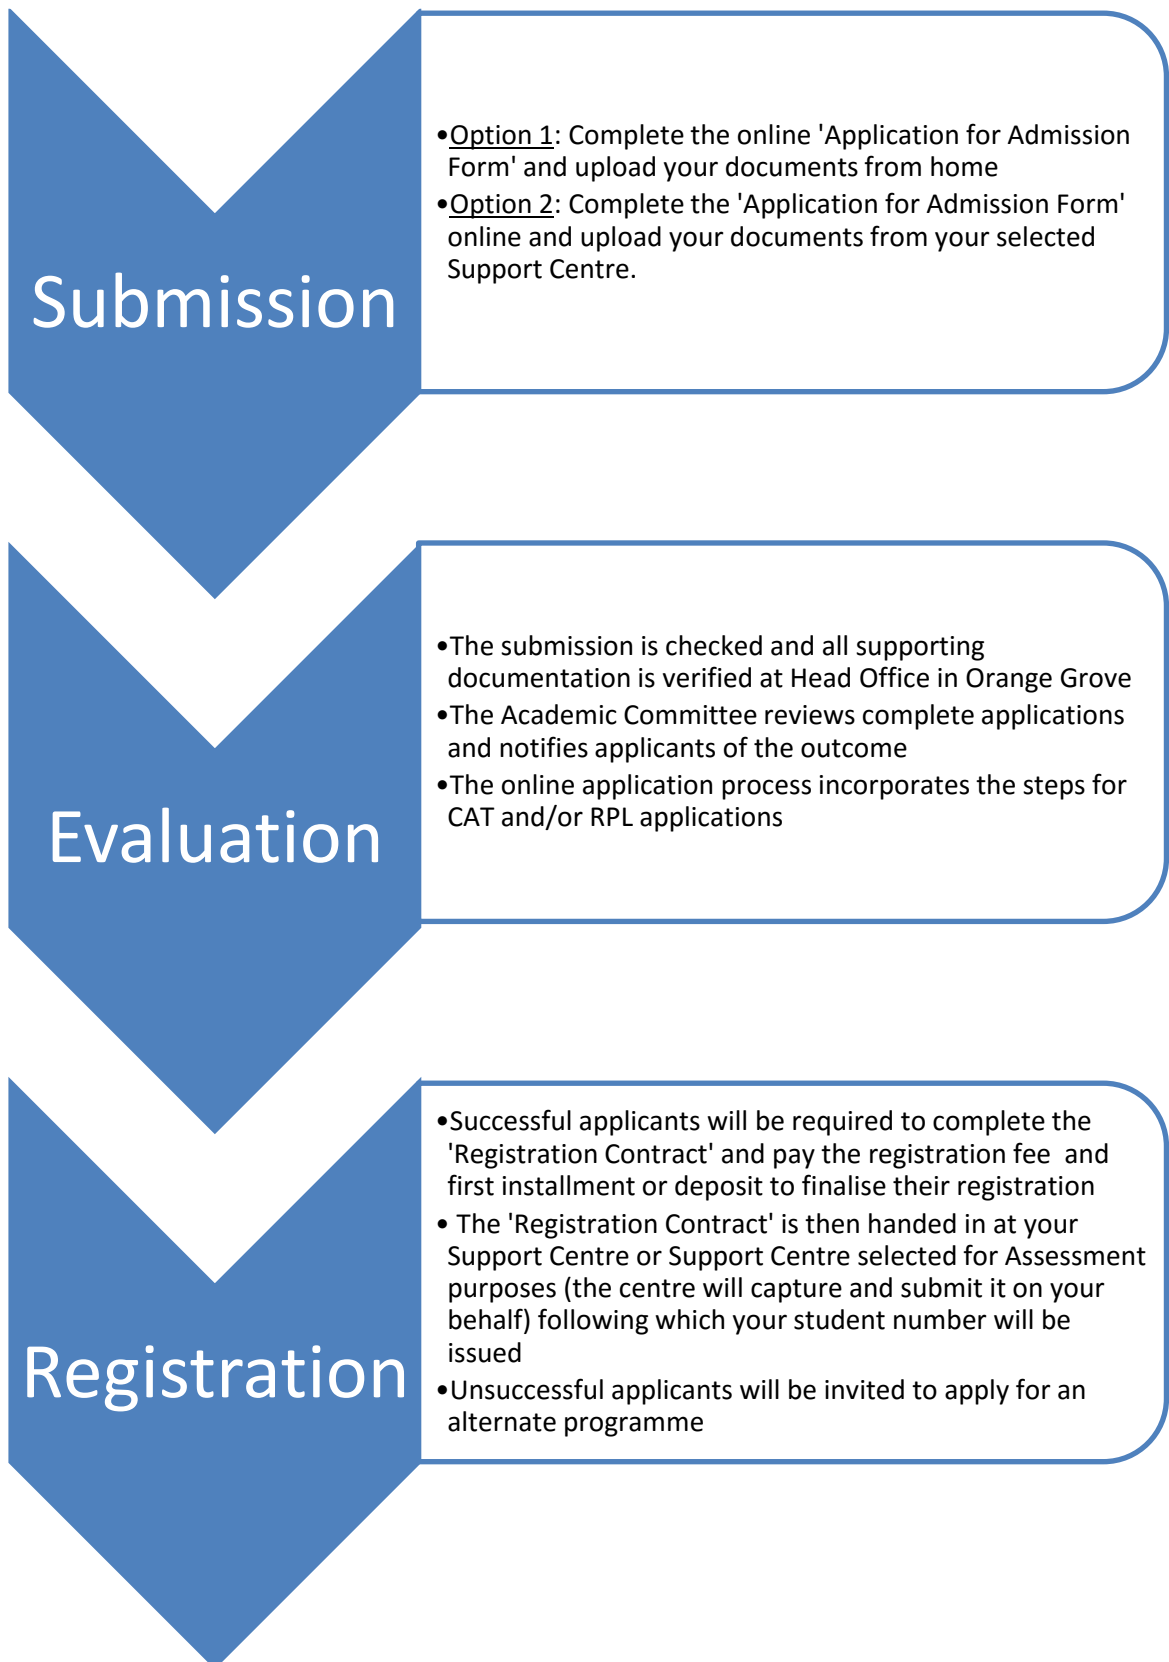 Submission
•Option 1: Complete the online 'Application for Admission
Form' and upload your documents from home
•Option 2: Complete the 'Application for Admission Form'
online and upload your documents from your selected
Support Centre.
Evaluation
•The submission is checked and all supporting
documentation is verified at Head Office in Orange Grove
•The Academic Committee reviews complete applications
and notifies applicants of the outcome
•The online application process incorporates the steps for
CAT and/or RPL applications
Registration
•Successful applicants will be required to complete the
'Registration Contract' and pay the registration fee  and
first installment or deposit to finalise their registration
• The 'Registration Contract' is then handed in at your
Support Centre or Support Centre selected for Assessment
purposes (the centre will capture and submit it on your
behalf) following which your student number will be
issued
•Unsuccessful applicants will be invited to apply for an
alternate programme